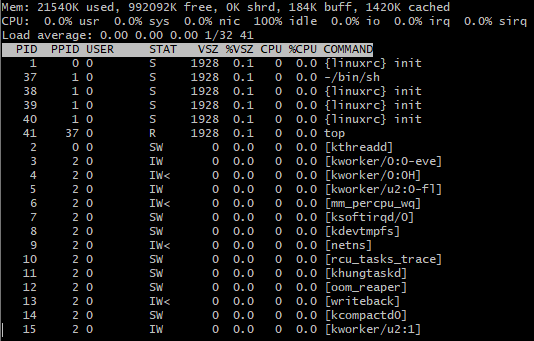 Mem: 21540K used, 992092K free, 0K shrd, 184K buff, 1420K cached
CPU:  0.0% usr  0.0% sys  0.0% nic  100% idle  0.0% io  0.0% irq  0.0% sirq
Load average: 0.00 0.00 0.00 1/32 41
PID PPID USER STAT VSZ %VSZ CPU %CPU COMMAND
1 0 0 S 1928 0.1 0 0.0 {linuxrc} init
37 1 0 S 1928 0.1 0 0.0 -/bin/sh
38 1 0 S 1928 0.1 0 0.0 {linuxrc} init
39 1 0 S 1928 0.1 0 0.0 {linuxrc} init
40 1 0 S 1928 0.1 0 0.0 {linuxrc} init
41 37 0 R 1928 0.1 0 0.0 top
2 0 0 SW 0 0.0 0 0.0 [kthreadd]
3 2 0 IW 0 0.0 0 0.0 [kworker/0:0-eve]
4 2 0 IW< 0 0.0 0 0.0 [kworker/0:0H]
5 2 0 IW 0 0.0 0 0.0 [kworker/u2:0-fl]
6 2 0 IW< 0 0.0 0 0.0 [mm_percpu_wq]
7 2 0 SW 0 0.0 0 0.0 [ksoftirqd/0]
8 2 0 SW 0 0.0 0 0.0 [kdevtmpfs]
9 2 0 IW< 0 0.0 0 0.0 [netns]
10 2 0 SW 0 0.0 0 0.0 [rcu_tasks_trace]
11 2 0 SW 0 0.0 0 0.0 [khungtaskd]
12 2 0 SW 0 0.0 0 0.0 [oom_reaper]
13 2 0 IW< 0 0.0 0 0.0 [writeback]
14 2 0 SW 0 0.0 0 0.0 [kcompactd0]
15 2 0 IW 0 0.0 0 0.0 [kworker/u2:1]